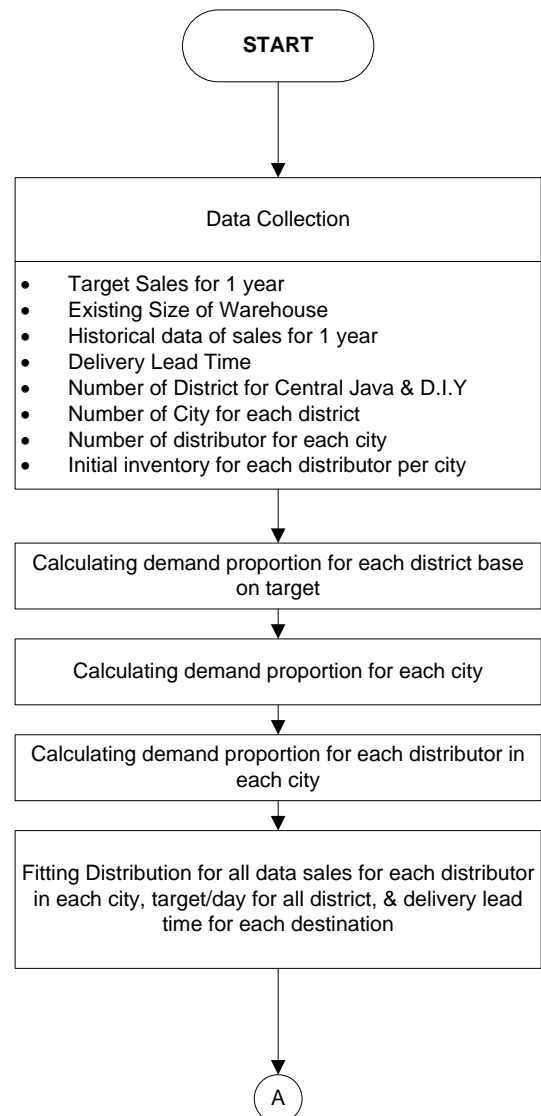 START
Data Collection
• Target Sales for 1 year
• Existing Size of Warehouse
• Historical data of sales for 1 year
• Delivery Lead Time
• Number of District for Central Java & D.I.Y
• Number of City for each district
• Number of distributor for each city
• Initial inventory for each distributor per city
Calculating demand proportion for each district base
on target
Calculating demand proportion for each city
Calculating demand proportion for each distributor in
each city
Fitting Distribution for all data sales for each distributor
in each city, target/day for all district, & delivery lead
time for each destination
A